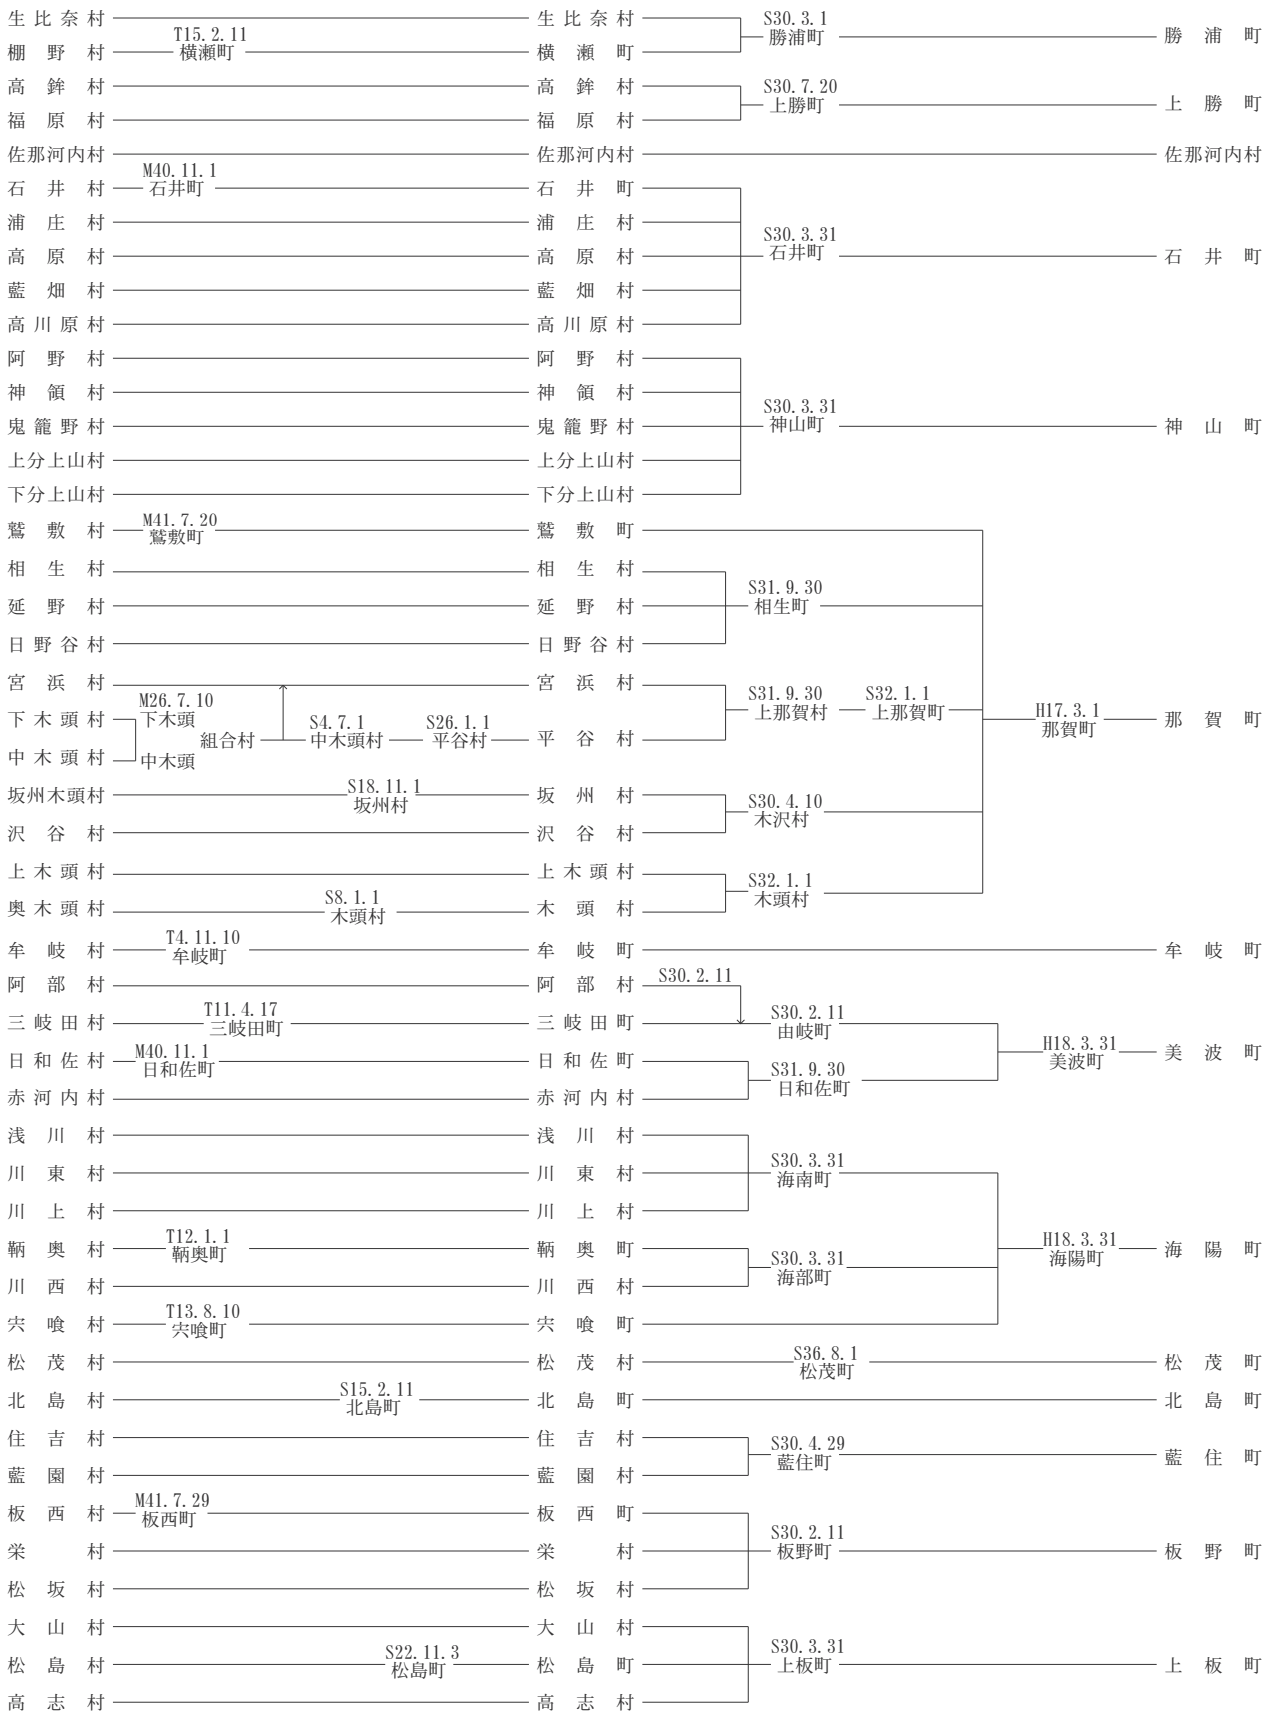 生比奈村 生比奈村 S30.3.1 勝浦町 勝浦町
棚野村 T15.2.11 横瀬町 横瀬町
高鉾村 高鉾村 S30.7.20 上勝町 上勝町
福原村 福原村
佐那河内村 佐那河内村 佐那河内村
石井村 M40.11.1 石井町 石井町
浦庄村 浦庄村
高原村 高原村 S30.3.31 石井町 石井町
藍畑村 藍畑村
高川原村 高川原村
阿野村 阿野村
神領村 神領村
鬼籠野村 鬼籠野村 S30.3.31 神山町 神山町
上分上山村 上分上山村
下分上山村 下分上山村
鷲敷村 M41.7.20 鷲敷町 鷲敷町
相生村 相生村
延野村 延野村 S31.9.30 相生町
日野谷村 日野谷村
宮浜村 宮浜村
下木頭村 M26.7.10 下木頭 S31.9.30 上那賀村 S32.1.1 上那賀町 H17.3.1 那賀町 那賀町
組合村 S4.7.1 中木頭村 S26.1.1 平谷村 平谷村
中木頭村 中木頭
坂州木頭村 S18.11.1 坂州村 坂州村
S30.4.10 木沢村
沢谷村 沢谷村
上木頭村 上木頭村
S32.1.1 木頭村
奥木頭村 S8.1.1 木頭村 木頭村
牟岐村 T4.11.10 牟岐町 牟岐町 牟岐町
阿部村 阿部村 S30.2.11
三岐田村 T11.4.17 三岐田町 三岐田町 S30.2.11 由岐町
H18.3.31 美波町 美波町
日和佐村 M40.11.1 日和佐町 日和佐町
S31.9.30 日和佐町
赤河内村 赤河内村
浅川村 浅川村
川東村 川東村 S30.3.31 海南町
川上村 川上村
鞆奥村 T12.1.1 鞆奥町 鞆奥町 H18.3.31 海陽町 海陽町
S30.3.31 海部町
川西村 川西村
宍喰村 T13.8.10 宍喰町 宍喰町
松茂村 松茂村 S36.8.1 松茂町 松茂町
北島村 S15.2.11 北島町 北島町 北島町
住吉村 住吉村
S30.4.29 藍住町 藍住町
藍園村 藍園村
板西村 M41.7.29 板西町 板西町
栄村 栄村 S30.2.11 板野町 板野町
松坂村 松坂村
大山村 大山村
松島村 S22.11.3 松島町 松島町 S30.3.31 上板町 上板町
高志村 高志村